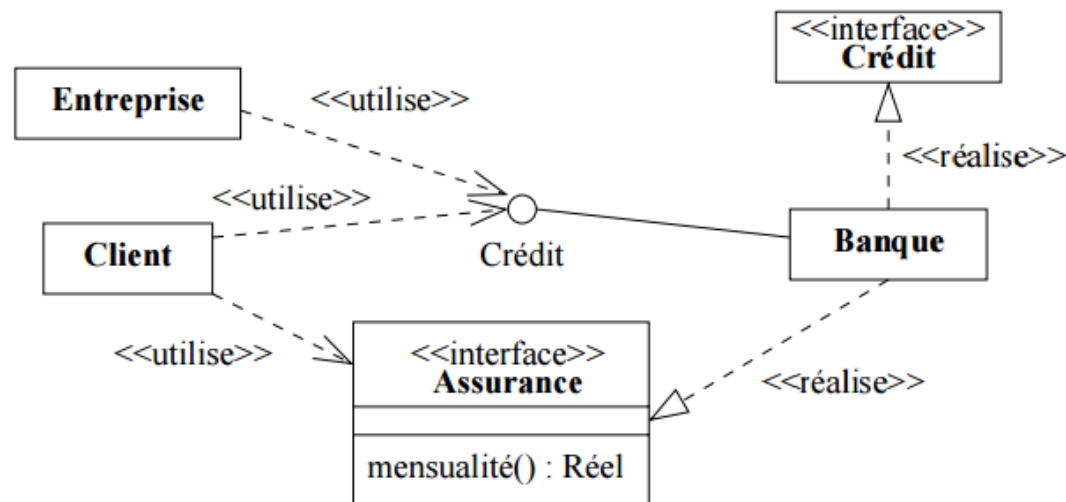 <<interface>>
Crédit
Entreprise
<<utilise>>
<<réalise>>
<<utilise>>
Client
Crédit
Banque
<<utilise>>
<<interface>>
Assurance
<<réalise>>
mensualité() : Réel